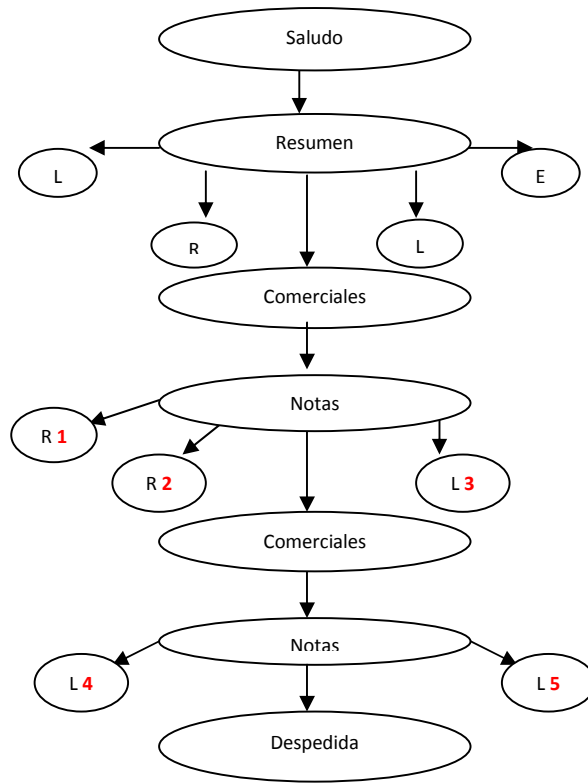 Saludo
Resumen
L
E
R
L
Comerciales
Notas
R 1
R 2
L 3
Comerciales
Notas
L 4
L 5
Despedida